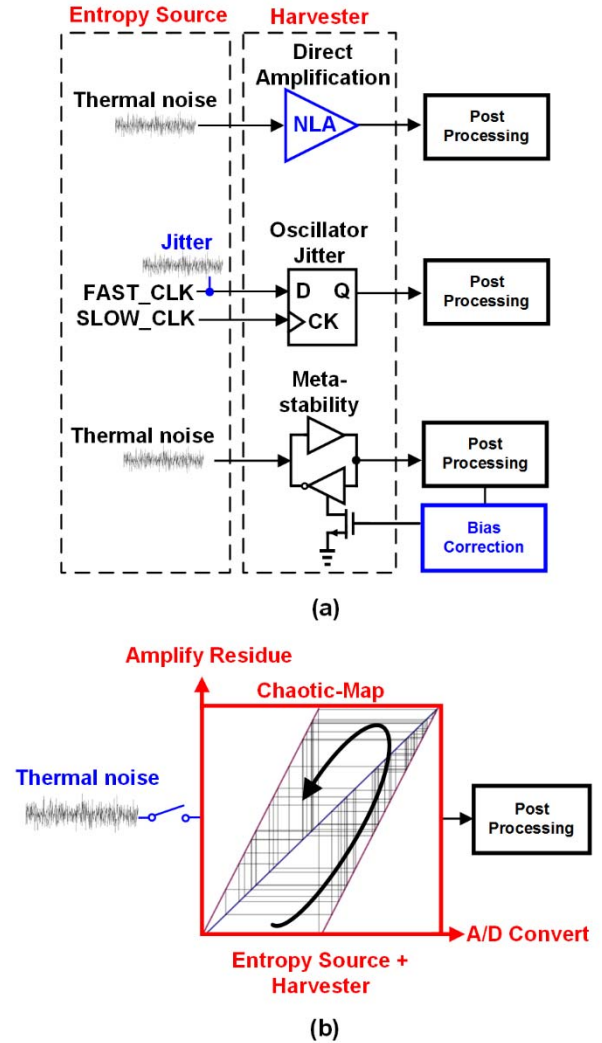 Entropy Source
Harvester
Direct
Amplification
Thermal noise
NLA
Post
Processing
Jitter
Oscillator
Jitter
FAST_CLK
D Q
SLOW_CLK
CK
Post
Processing
Meta-
stability
Thermal noise
Post
Processing
Bias
Correction
(a)
Amplify Residue
Chaotic-Map
Thermal noise
Post
Processing
A/D Convert
Entropy Source +
Harvester
(b)